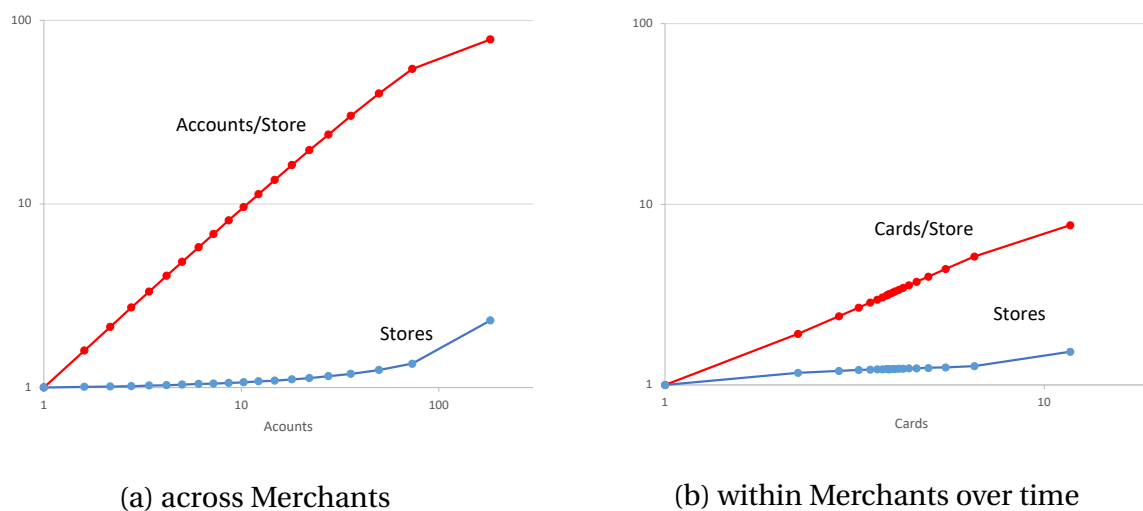 100
Accounts/Store
10
Stores
1
1
10
100
Acounts
(a) across Merchants
100
10
Cards/Store
Stores
1
1
10
Cards
(b) within Merchants over time